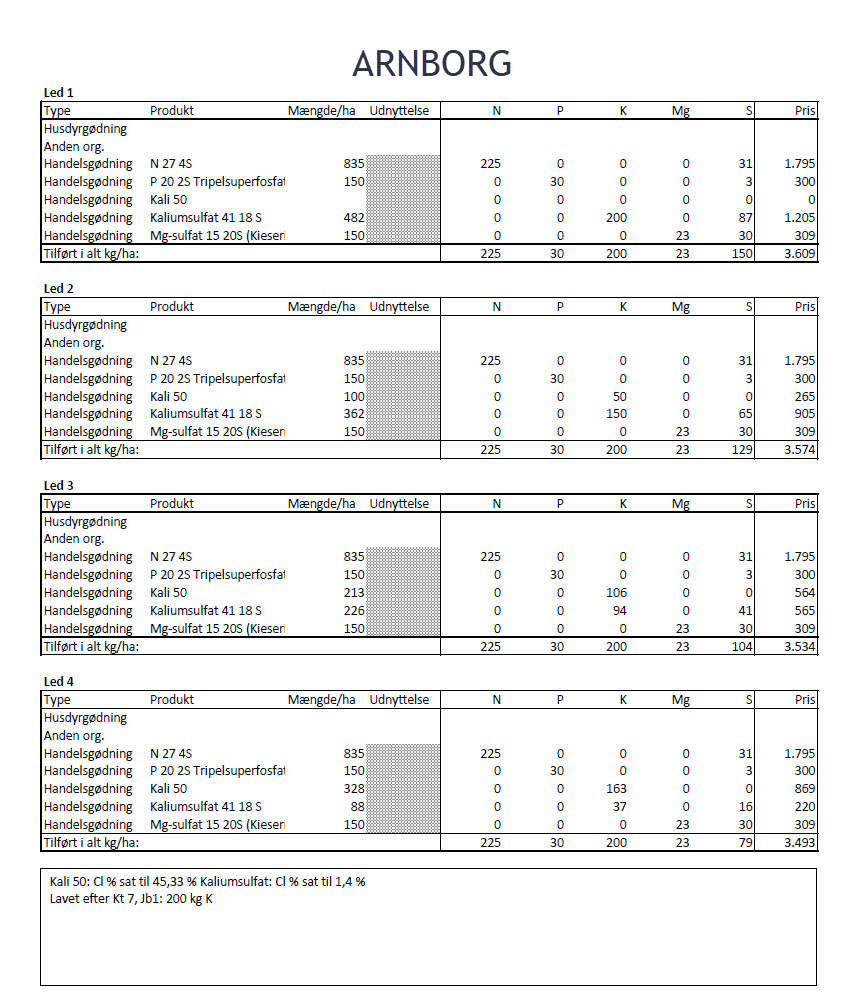 ARNBORG
Led 1
Type Produkt Mængde/ha Udnyttelse N P K Mg S Pris
Husdyrgødning
Anden org.
Handelsgødning N 27 4S 835 225 0 0 0 31 1.795
Handelsgødning P 20 2S Tripelsuperfosfat 150 0 30 0 0 3 300
Handelsgødning Kali 50 0 0 0 0 0 0
Handelsgødning Kaliumsulfat 41 18 S 482 0 0 200 0 87 1.205
Handelsgødning Mg-sulfat 15 20S (Kieseri 150 0 0 0 23 30 309
Tilført i alt kg/ha: 225 30 200 23 150 3.609
Led 2
Type Produkt Mængde/ha Udnyttelse N P K Mg S Pris
Husdyrgødning
Anden org.
Handelsgødning N 27 4S 835 225 0 0 0 31 1.795
Handelsgødning P 20 2S Tripelsuperfosfat 150 0 30 0 0 3 300
Handelsgødning Kali 50 100 0 0 50 0 0 265
Handelsgødning Kaliumsulfat 41 18 S 362 0 0 150 0 65 905
Handelsgødning Mg-sulfat 15 20S (Kieseri 150 0 0 0 23 30 309
Tilført i alt kg/ha: 225 30 200 23 129 3.574
Led 3
Type Produkt Mængde/ha Udnyttelse N P K Mg S Pris
Husdyrgødning
Anden org.
Handelsgødning N 27 4S 835 225 0 0 0 31 1.795
Handelsgødning P 20 2S Tripelsuperfosfat 150 0 30 0 0 3 300
Handelsgødning Kali 50 213 0 0 106 0 0 564
Handelsgødning Kaliumsulfat 41 18 S 226 0 0 94 0 41 565
Handelsgødning Mg-sulfat 15 20S (Kieseri 150 0 0 0 23 30 309
Tilført i alt kg/ha: 225 30 200 23 104 3.534
Led 4
Type Produkt Mængde/ha Udnyttelse N P K Mg S Pris
Husdyrgødning
Anden org.
Handelsgødning N 27 4S 835 225 0 0 0 31 1.795
Handelsgødning P 20 2S Tripelsuperfosfat 150 0 30 0 0 3 300
Handelsgødning Kali 50 328 0 0 163 0 0 869
Handelsgødning Kaliumsulfat 41 18 S 88 0 0 37 0 16 220
Handelsgødning Mg-sulfat 15 20S (Kieseri 150 0 0 0 23 30 309
Tilført i alt kg/ha: 225 30 200 23 79 3.493
Kali 50: Cl % sat til 45,33 % Kaliumsulfat: Cl % sat til 1,4 %
Lavet efter Kt 7, Jb1: 200 kg K